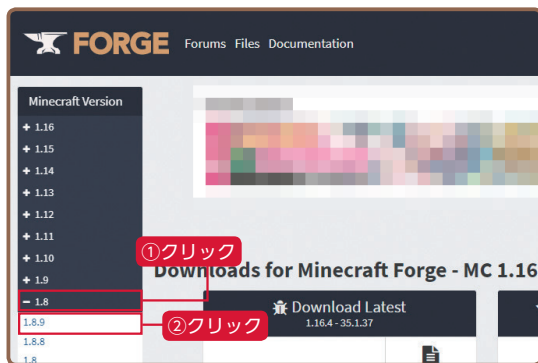 FORGE
Forums Files Documentation
Minecraft Version
+ 1.16
+ 1.15
+ 1.14
+ 1.13
+ 1.12
+ 1.11
+ 1.10
+ 1.9
− 1.8
1.8.9
1.8.8
1.8
①クリック
②クリック
Downloads for Minecraft Forge - MC 1.16
Download Latest
1.16.4 - 35.1.37